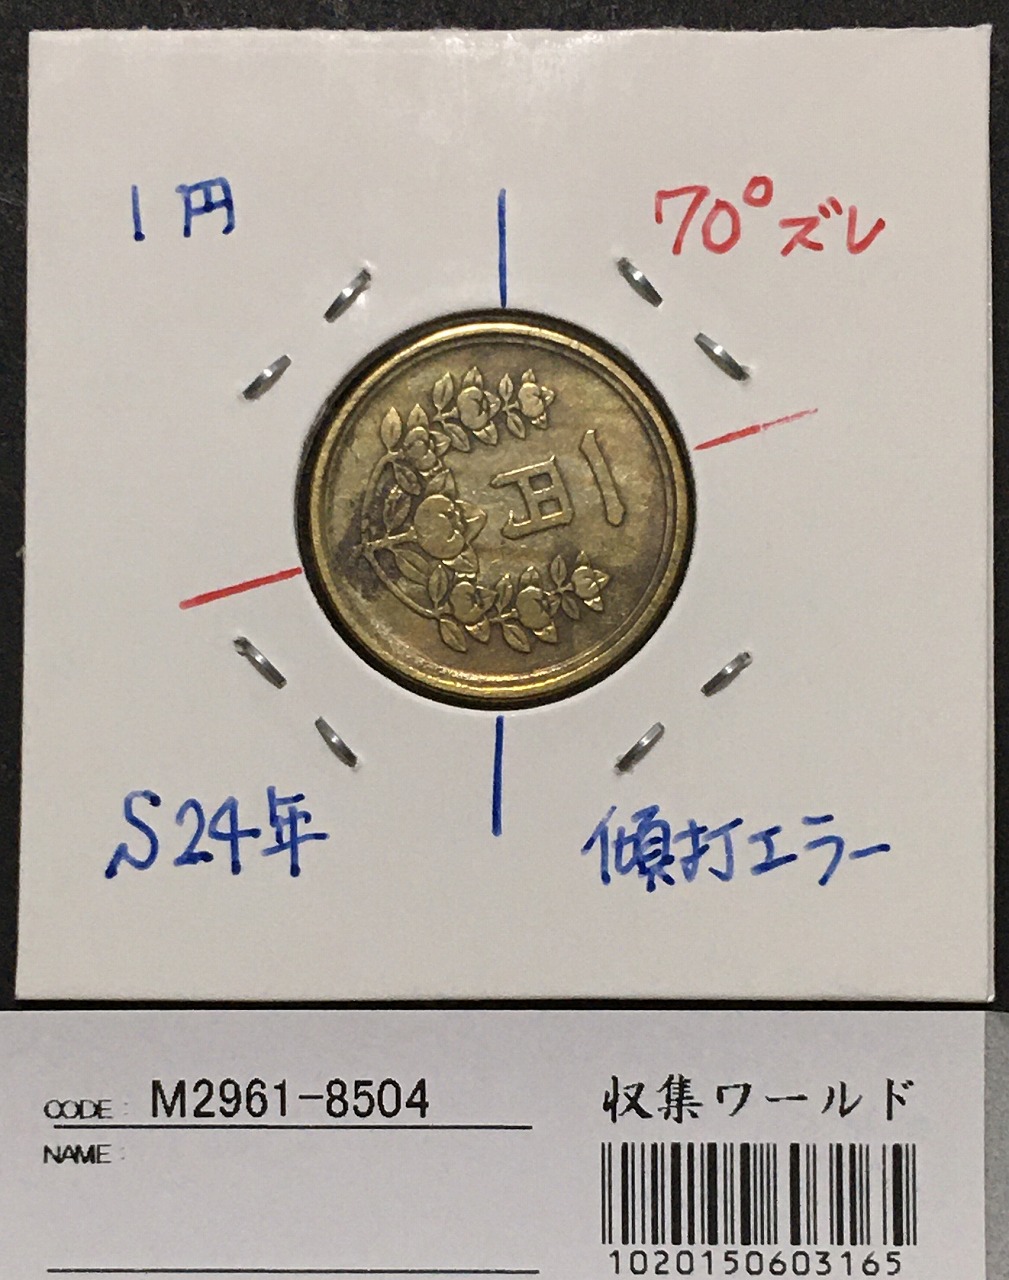 1円
70°ズレ
一円
S24年
傾打エラー
CODE: M2961-8504
収集ワールド
NAME:
1020150603165